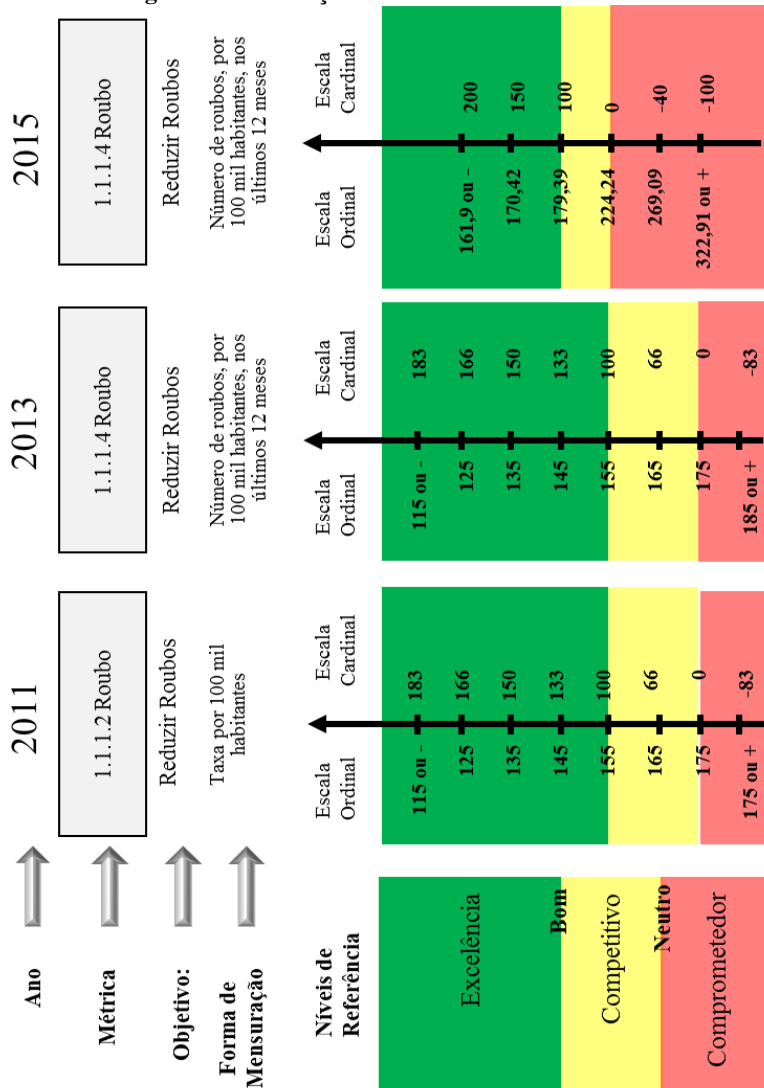 Ano
2011
2013
2015
Métrica
1.1.1.2 Roubo
1.1.1.4 Roubo
1.1.1.4 Roubo
Objetivo:
Reduzir Roubos
Reduzir Roubos
Reduzir Roubos
Forma de
Mensuração
Taxa por 100 mil
habitantes
Número de roubos, por
100 mil habitantes, nos
últimos 12 meses
Número de roubos, por
100 mil habitantes, nos
últimos 12 meses
Níveis de
Referência
Excelência
Bom
Competitivo
Neutro
Comprometedor
Escala
Ordinal
Escala
Cardinal
115 ou - 183
125 166
135 150
145 133
155 100
165 66
175 0
175 ou + -83
Escala
Ordinal
Escala
Cardinal
115 ou - 183
125 166
135 150
145 133
155 100
165 66
175 0
185 ou + -83
Escala
Ordinal
Escala
Cardinal
161,9 ou - 200
170,42 150
179,39 100
224,24 0
269,09 -40
322,91 ou + -100